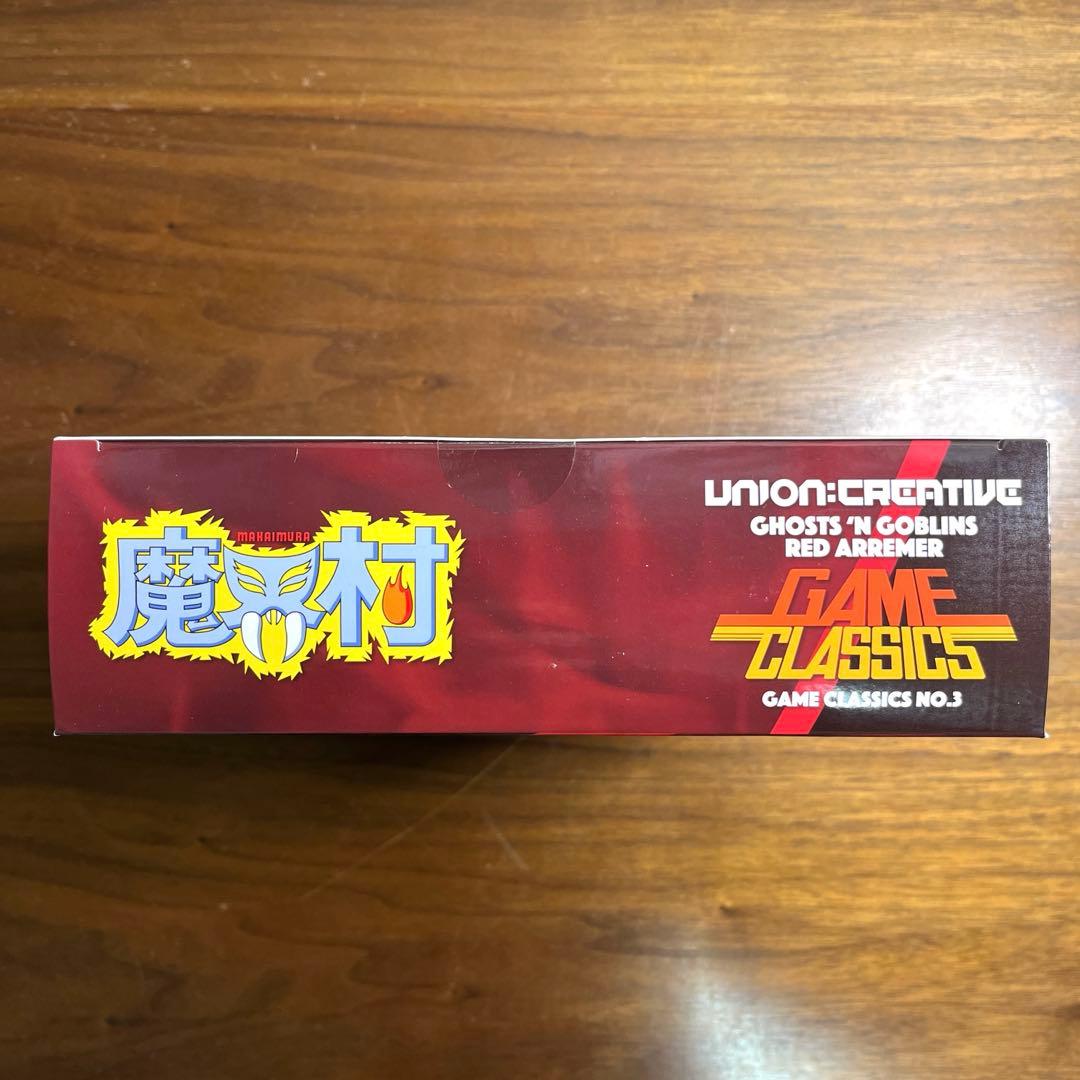 MAKAIMURA
魔界村
UNION:CREATIVE
GHOSTS 'N GOBLINS
RED ARREMER
GAME
CLASSICS
GAME CLASSICS NO.3